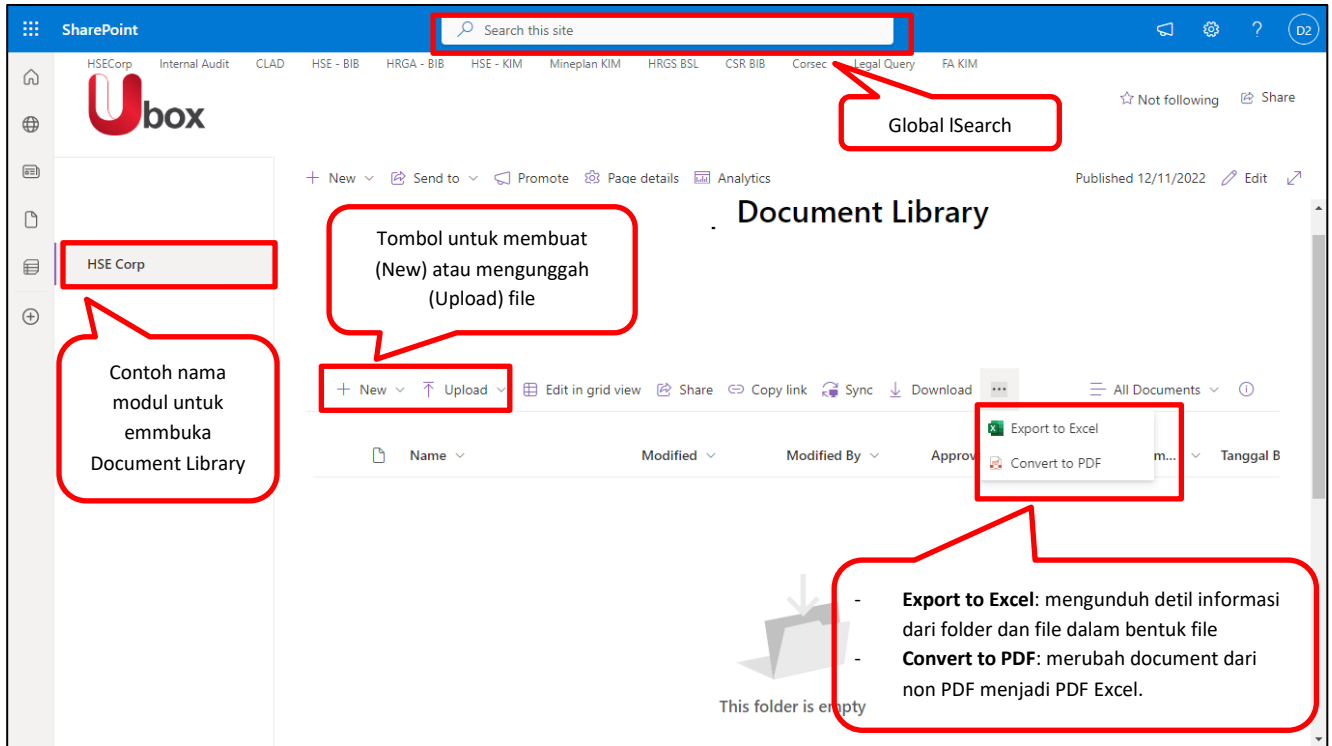 SharePoint
Search this site
D2
HSECorp Internal Audit CLAD HSE - BIB HRGA - BIB HSE - KIM Mineplan KIM HRGS BSL CSR BIB Corsec Legal Query FA KIM
Ubox
Not following Share
Global lSearch
+ New Send to Promote Page details Analytics
Published 12/11/2022 Edit
Document Library
Tombol untuk membuat
(New) atau mengunggah
(Upload) file
HSE Corp
Contoh nama
modul untuk
emmbuka
Document Library
+ New Upload Edit in grid view Share Copy link Sync Download ... All Documents
Export to Excel
Convert to PDF
Name Modified Modified By Approv m... Tanggal B
- Export to Excel: mengunduh detil informasi
dari folder dan file dalam bentuk file
- Convert to PDF: merubah document dari
non PDF menjadi PDF Excel.
This folder is empty